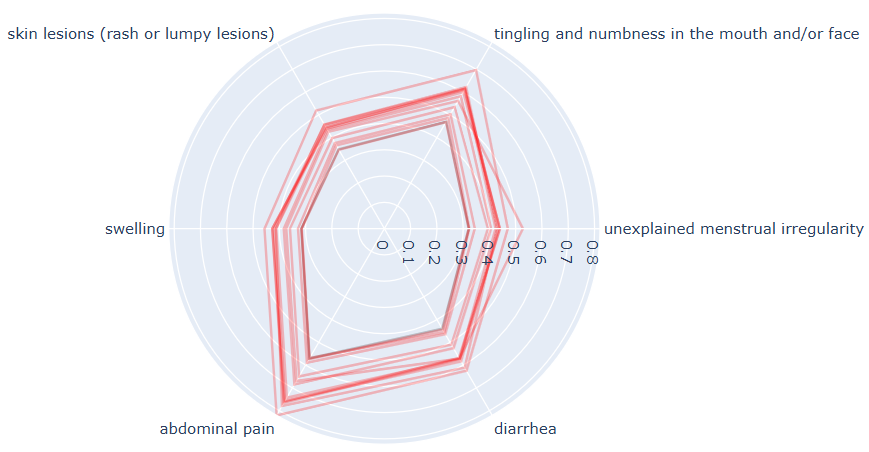 skin lesions (rash or lumpy lesions)
tingling and numbness in the mouth and/or face
swelling
unexplained menstrual irregularity
0
0.1
0.2
0.3
0.4
0.5
0.6
0.7
0.8
abdominal pain
diarrhea